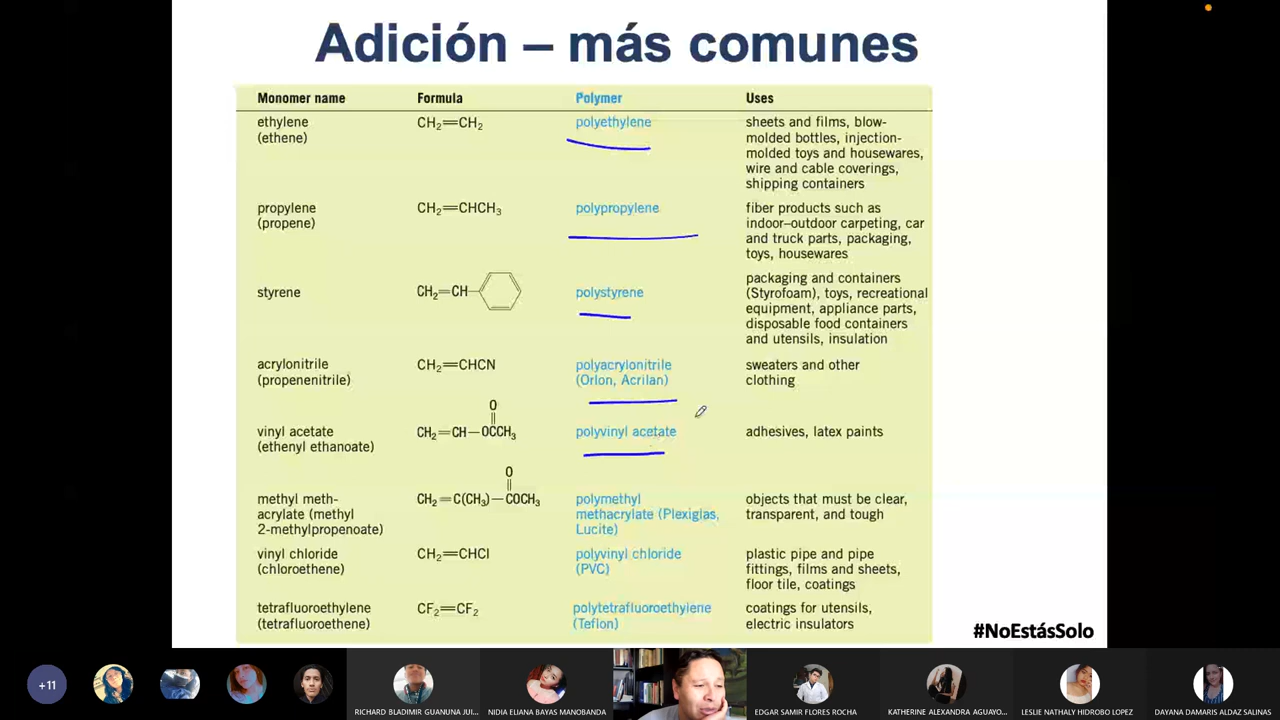 Adición – más comunes
Monomer name Formula Polymer Uses
ethylene CH2=CH2 polyethylene sheets and films, blow-
(ethene) molded bottles, injection-
molded toys and housewares,
wire and cable coverings,
shipping containers
propylene CH2=CHCH3 polypropylene fiber products such as
(propene) indoor–outdoor carpeting, car
and truck parts, packaging,
toys, housewares
packaging and containers
styrene CH2=CH— polystyrene (Styrofoam), toys, recreational
equipment, appliance parts,
disposable food containers
and utensils, insulation
acrylonitrile CH2=CHCN polyacrylonitrile sweaters and other
(propenenitrile) (Orlon, Acrilan) clothing
O
vinyl acetate CH2=CH—OCCH3 polyvinyl acetate adhesives, latex paints
(ethenyl ethanoate)
O
methyl meth- CH2=C(CH3)—COCH3 polymethyl objects that must be clear,
acrylate (methyl methacrylate (Plexiglas, transparent, and tough
2-methylpropenoate) Lucite)
vinyl chloride CH2=CHCl polyvinyl chloride plastic pipe and pipe
(chloroethene) (PVC) fittings, films and sheets,
floor tile, coatings
tetrafluoroethylene CF2=CF2 polytetrafluoroethylene coatings for utensils,
(tetrafluoroethene) (Teflon) electric insulators
#NoEstásSolo
+11
RICHARD BLADIMIR GUANUNA JUI... NIDIA ELIANA BAYAS MANOBANDA EDGAR SAMIR FLORES ROCHA KATHERINE ALEXANDRA AGUAYO... LESLIE NATHALY HIDROBO LOPEZ DAYANA DAMARIS ALDAZ SALINAS